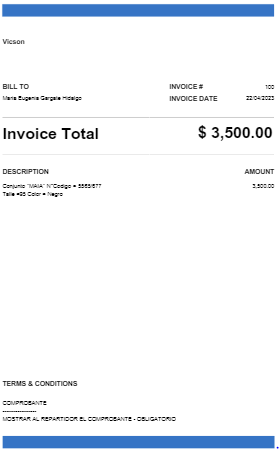 Vicson
BILL TO
INVOICE # 100
Maria Eugenia Gargale Hidalgo
INVOICE DATE 22/04/2023
Invoice Total $ 3,500.00
DESCRIPTION AMOUNT
Conjunto "MAIA" N°Codigo = 5565/677 3,500.00
Talle =95 Color = Negro
TERMS & CONDITIONS
COMPROBANTE
----------------
MOSTRAR AL REPARTIDOR EL COMPROBANTE - OBLIGATORIO